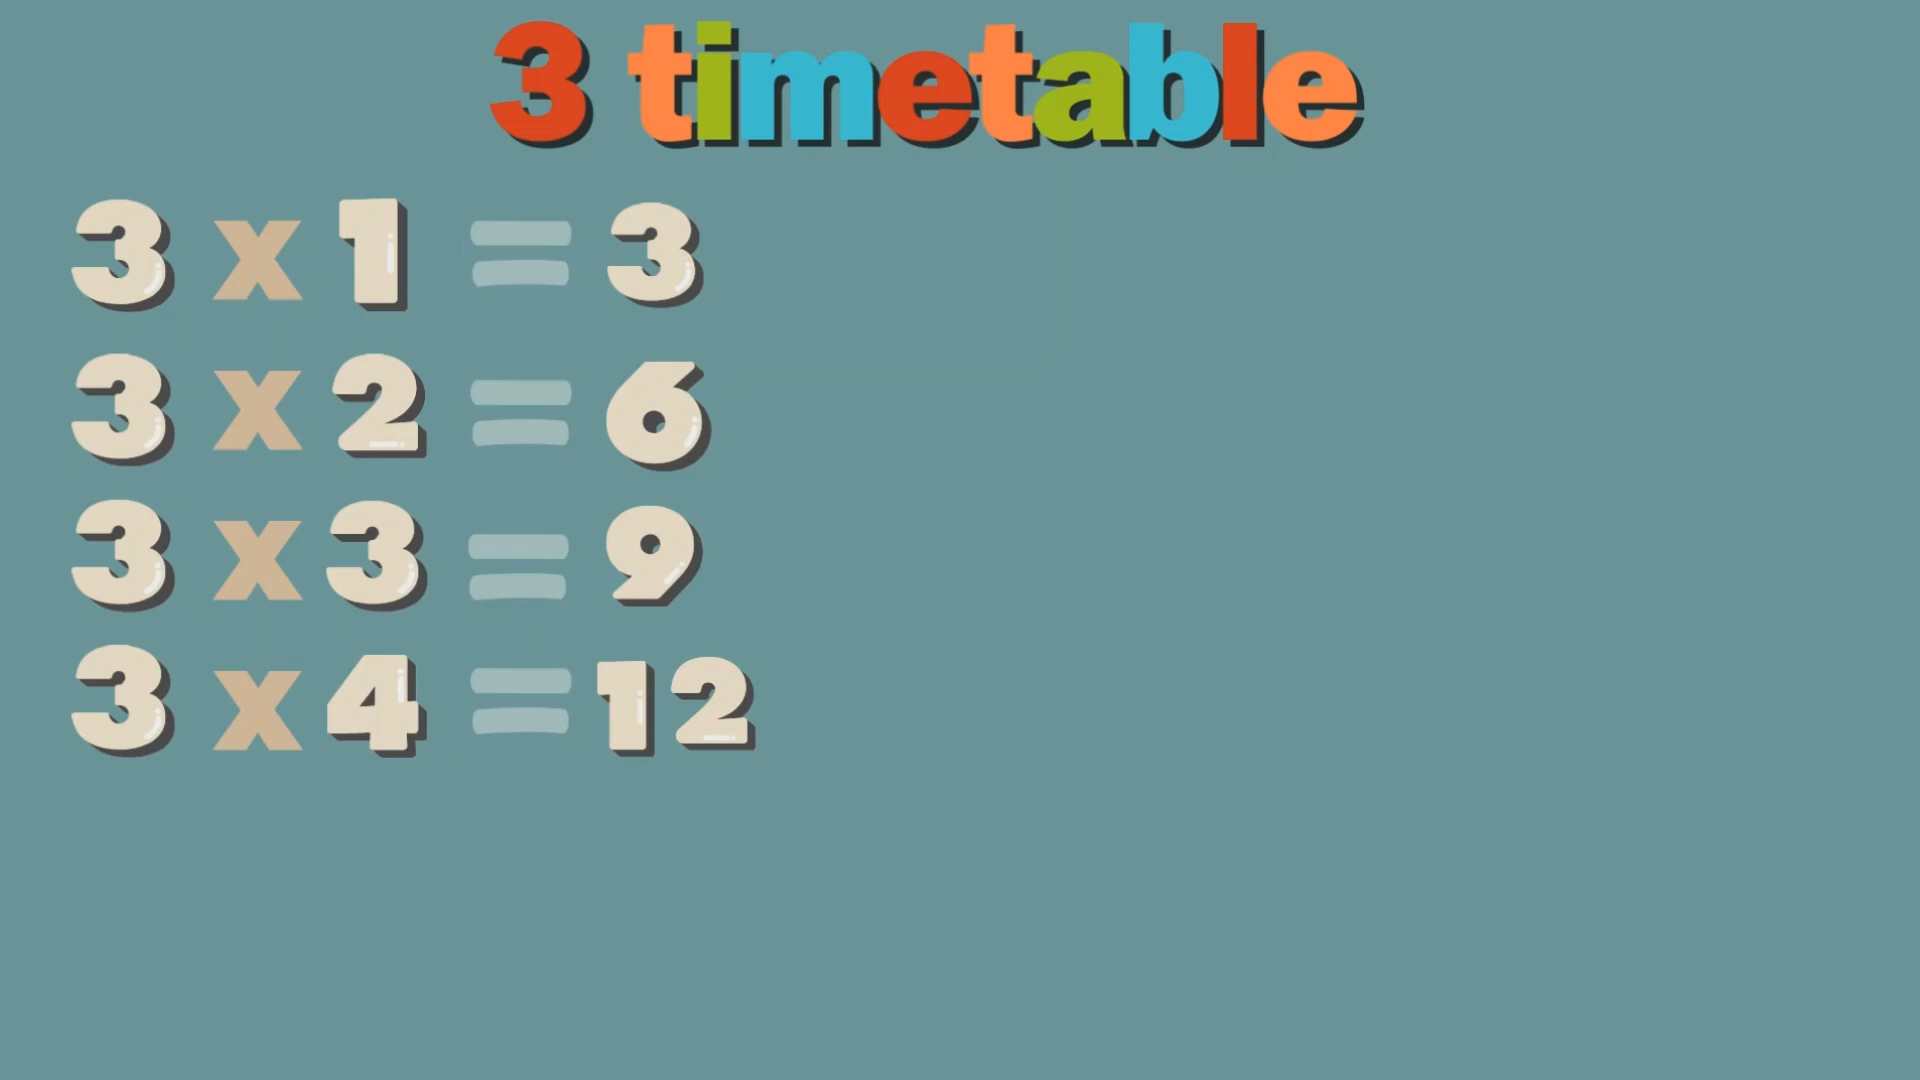 3 timetable
3 x 1 = 3
3 x 2 = 6
3 x 3 = 9
3 x 4 = 12